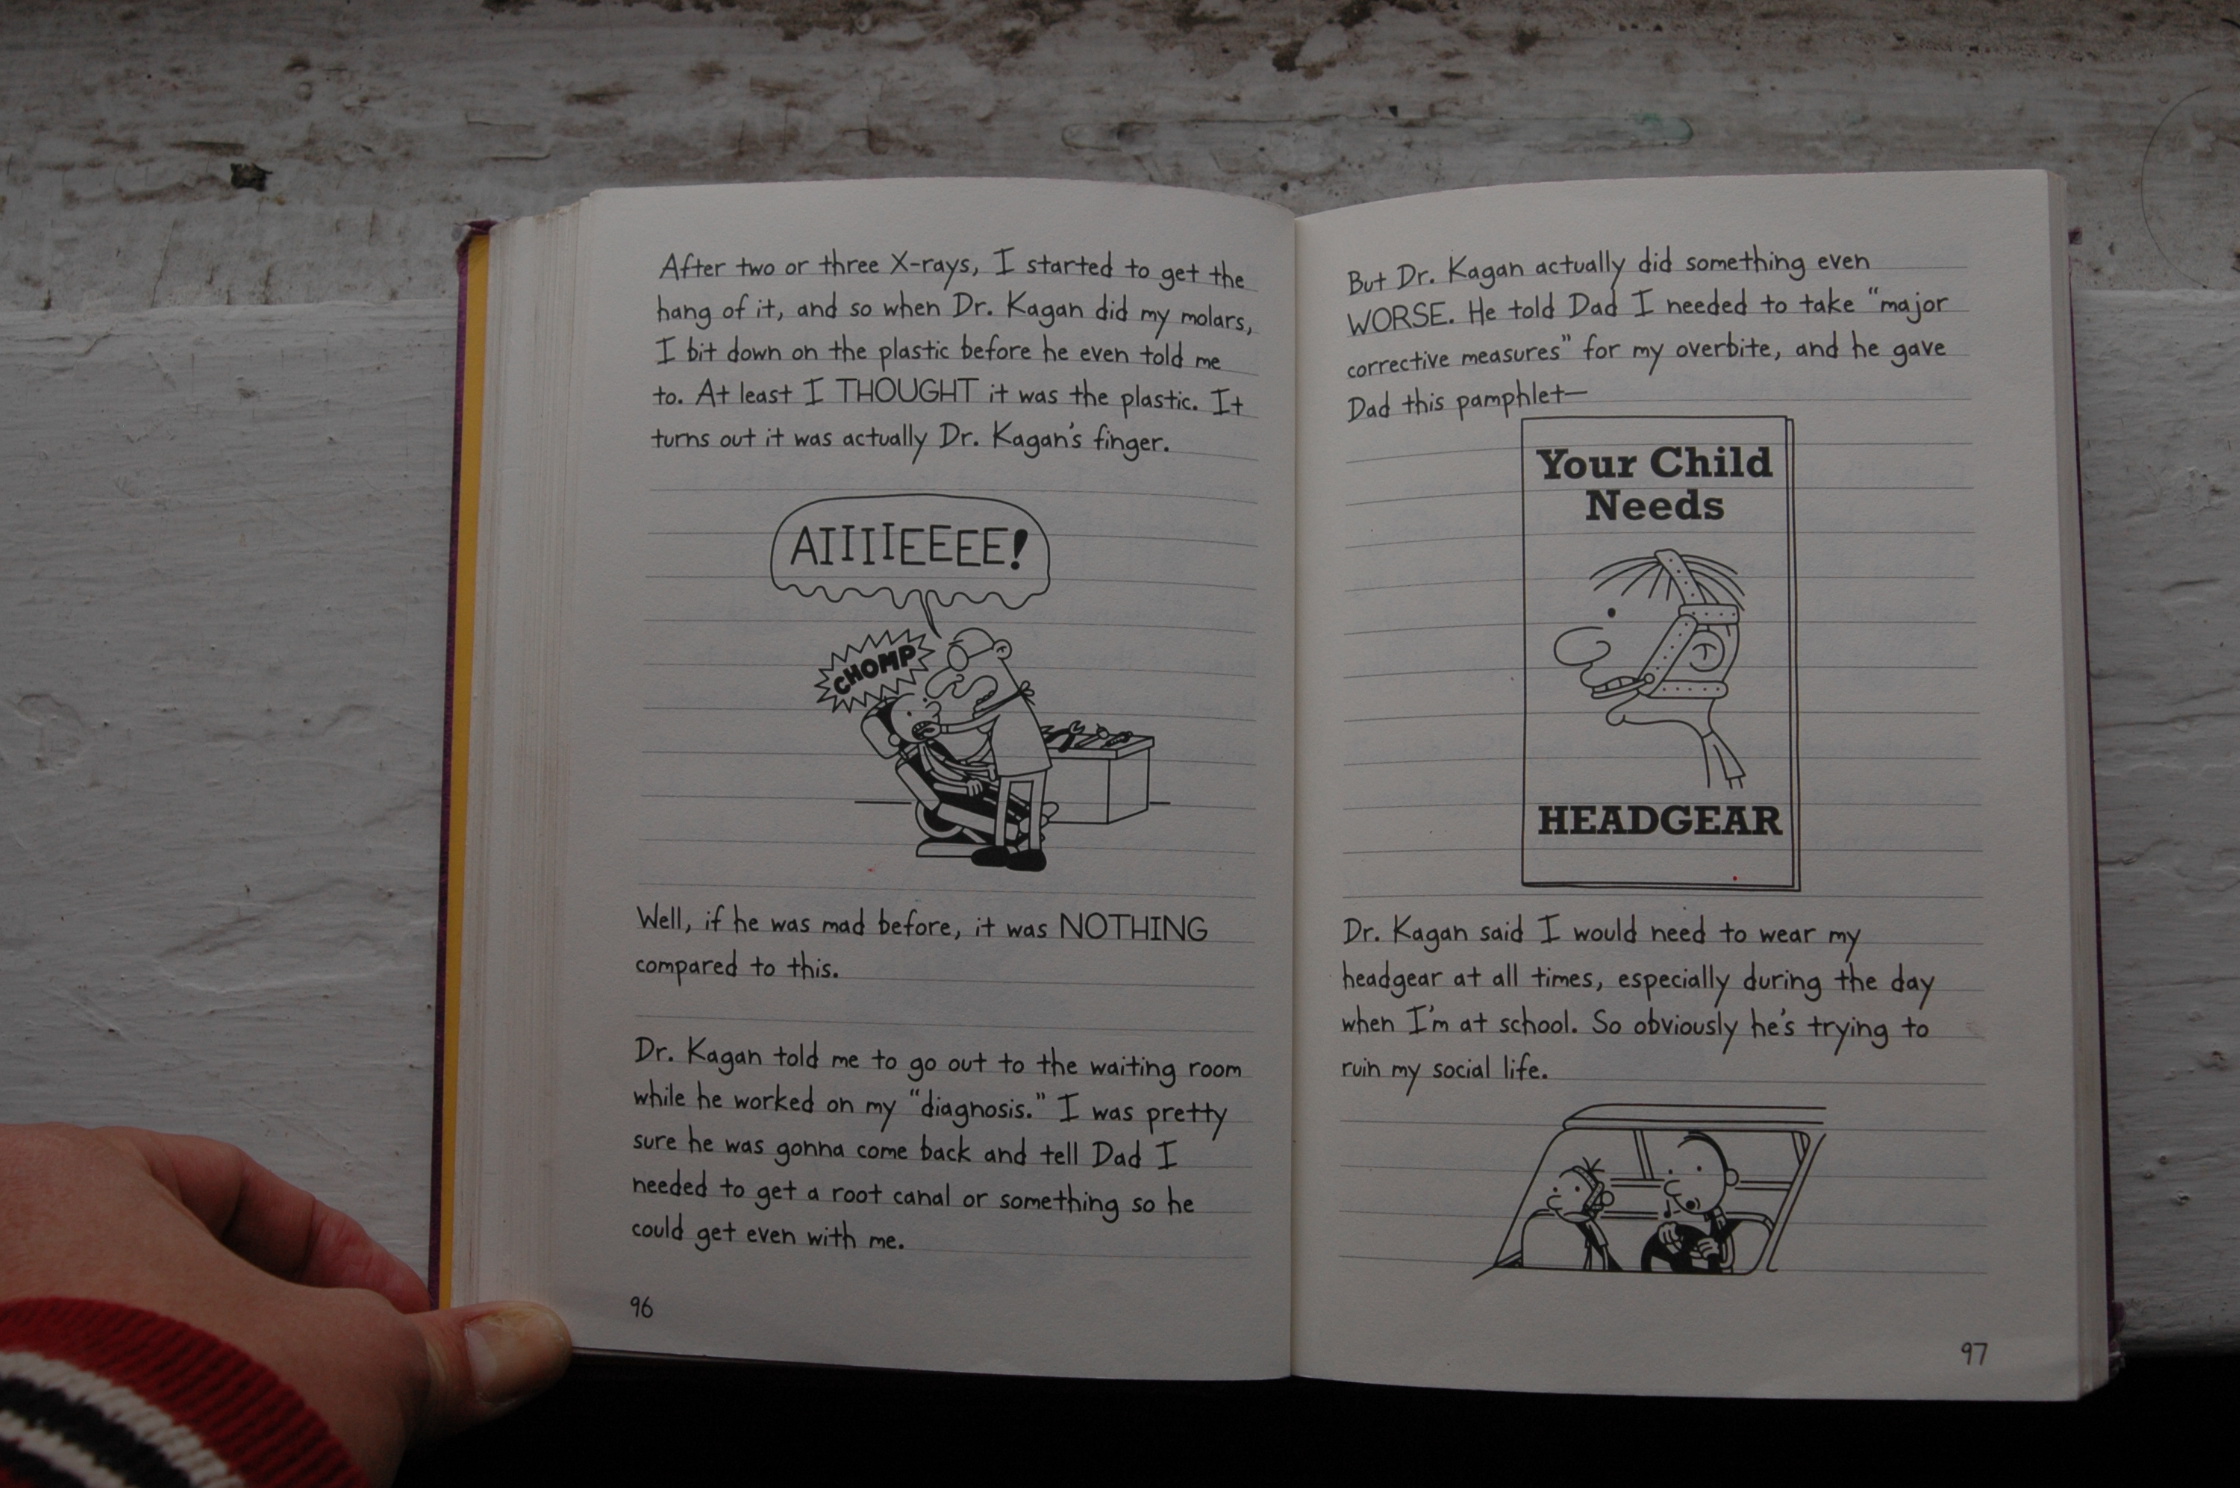 After two or three X-rays, I started to get the
hang of it, and so when Dr. Kagan did my molars,
I bit down on the plastic before he even told me
to. At least I THOUGHT it was the plastic. It
turns out it was actually Dr. Kagan's finger.
AIIIIEEEE!
CHOMP
Well, if he was mad before, it was NOTHING
compared to this.
Dr. Kagan told me to go out to the waiting room
while he worked on my "diagnosis." I was pretty
sure he was gonna come back and tell Dad I
needed to get a root canal or something so he
could get even with me.
96
But Dr. Kagan actually did something even
WORSE. He told Dad I needed to take "major
corrective measures" for my overbite, and he gave
Dad this pamphlet—
Your Child
Needs
HEADGEAR
Dr. Kagan said I would need to wear my
headgear at all times, especially during the day
when I'm at school. So obviously he's trying to
ruin my social life.
97